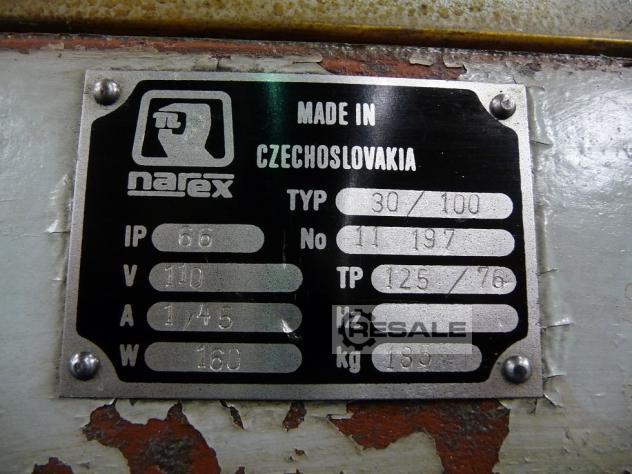 MADE IN
CZECHOSLOVAKIA
narex
TYP 30/100
IP 66 No 11 197
V 110 TP 125/76
A 1,45 Hz
RESALE
W 160 kg